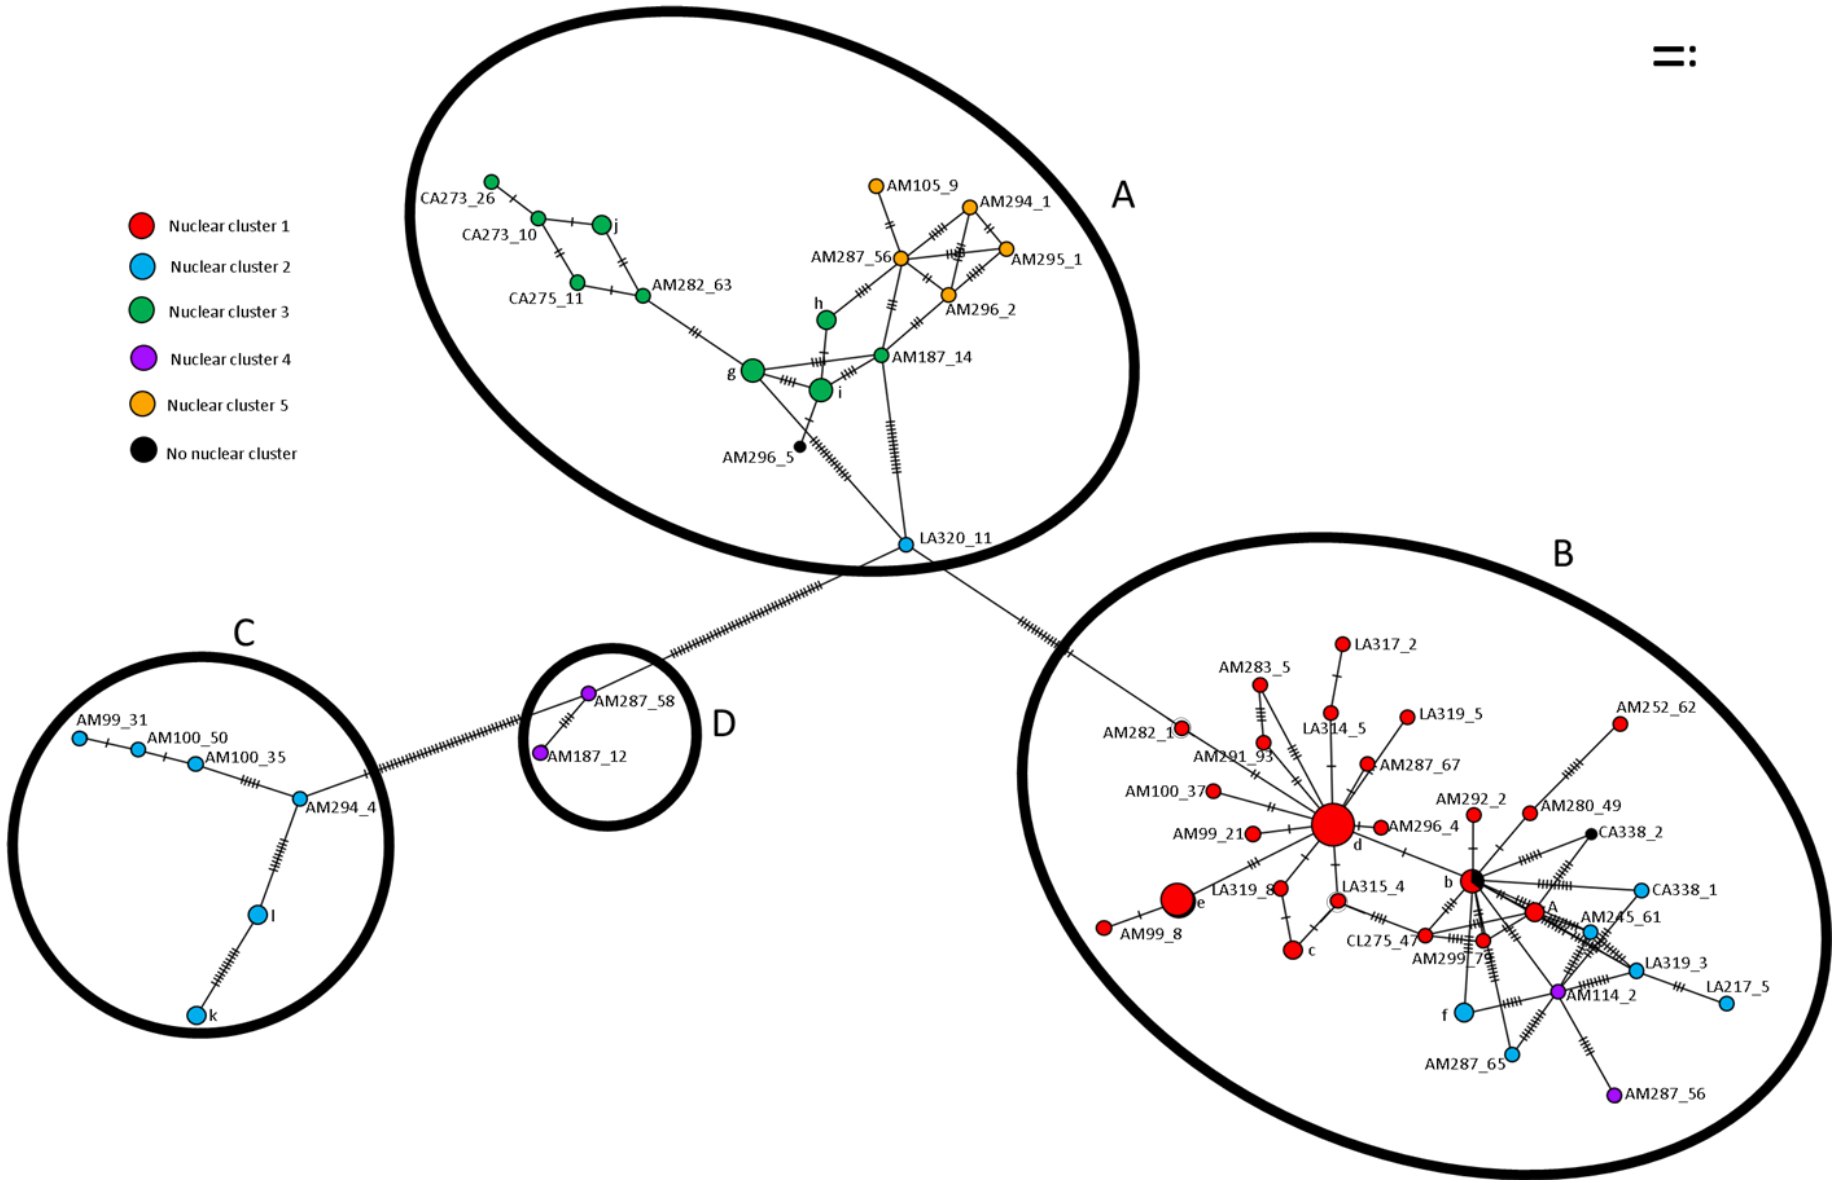 A
CA273_26
CA273_10
j
CA275_11
AM282_63
AM105_9
AM294_1
AM287_56
AM295_1
AM296_2
h
AM187_14
g
i
AM296_5
LA320_11
Nuclear cluster 1
Nuclear cluster 2
Nuclear cluster 3
Nuclear cluster 4
Nuclear cluster 5
No nuclear cluster
B
LA317_2
AM283_5
LA314_5
LA319_5
AM252_62
AM282_1
AM291_93
AM287_67
AM100_37
AM292_2
AM280_49
AM99_21
AM296_4
CA338_2
d
LA319_8
LA315_4
b
CA338_1
e
A
AM245_61
AM99_8
c
CL275_47
AM299_79
LA319_3
LA217_5
AM114_2
f
AM287_65
AM287_56
C
AM99_31
AM100_50
AM100_35
AM294_4
l
k
D
AM287_58
AM187_12